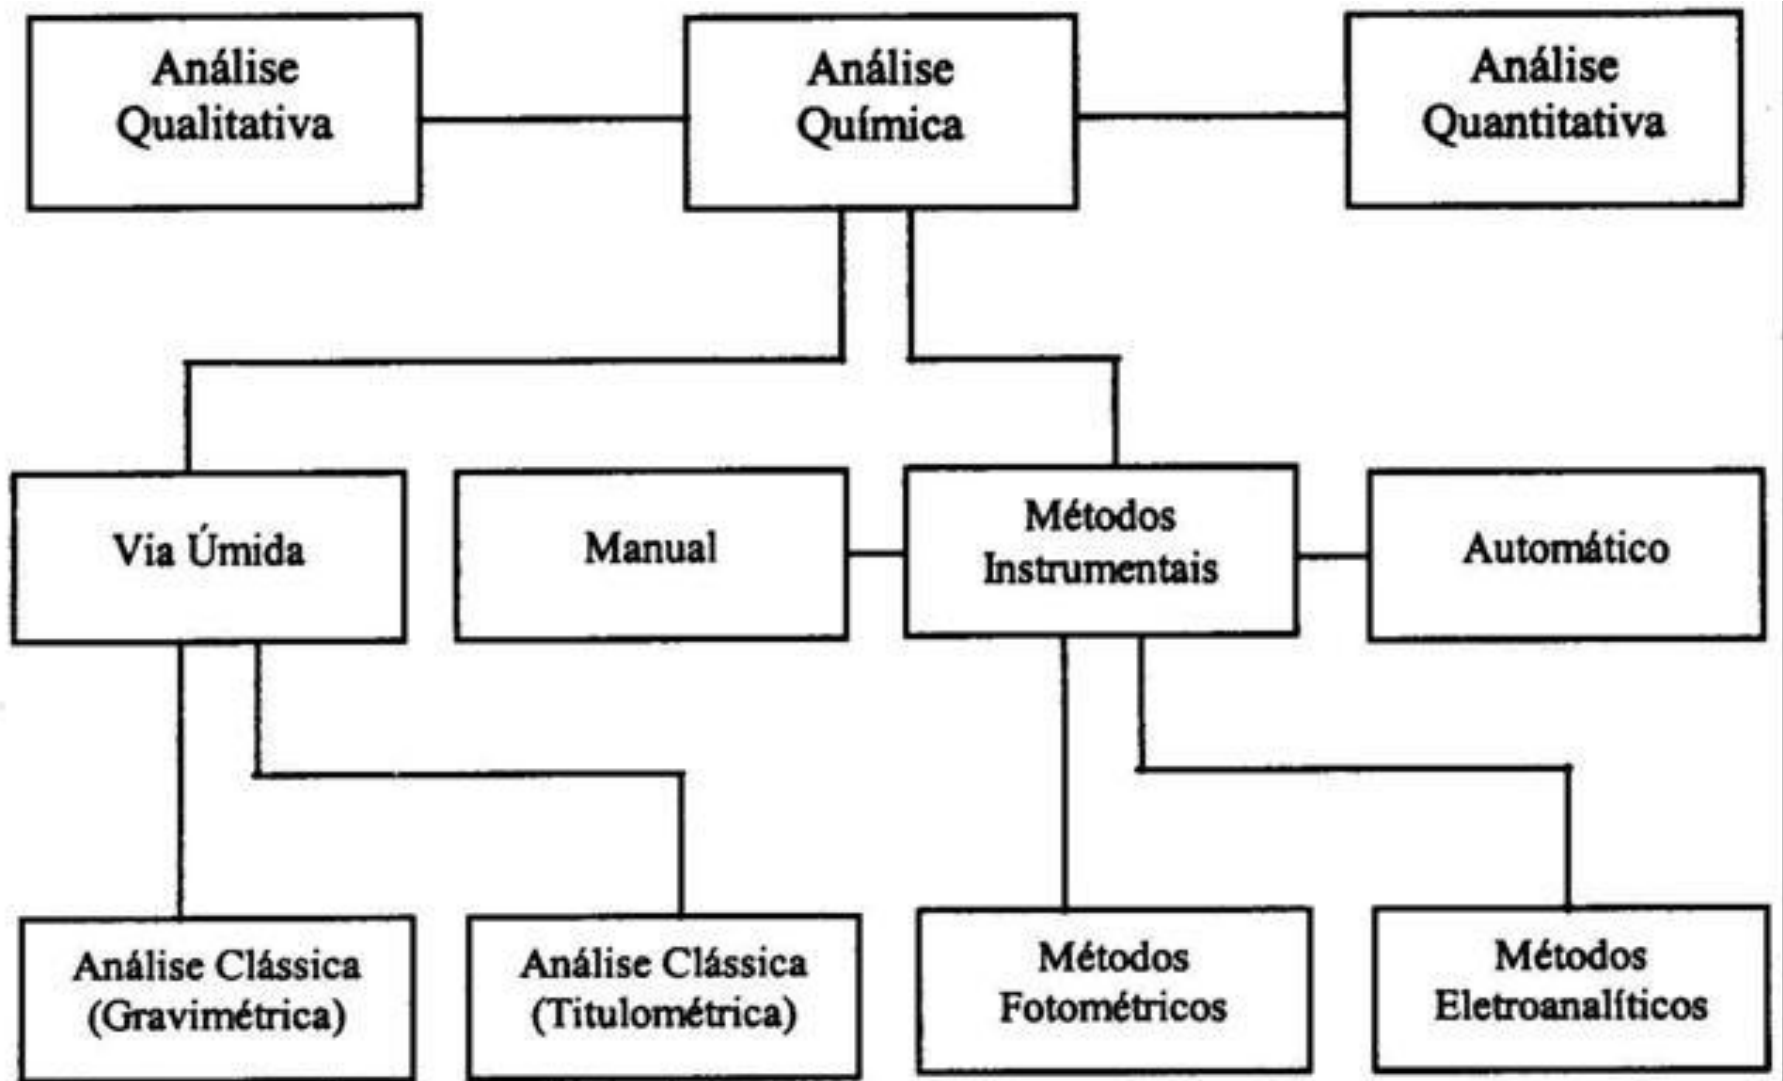 Análise
Qualitativa
Análise
Química
Análise
Quantitativa
Via Úmida
Manual
Métodos
Instrumentais
Automático
Análise Clássica
(Gravimétrica)
Análise Clássica
(Titulométrica)
Métodos
Fotométricos
Métodos
Eletroanalíticos